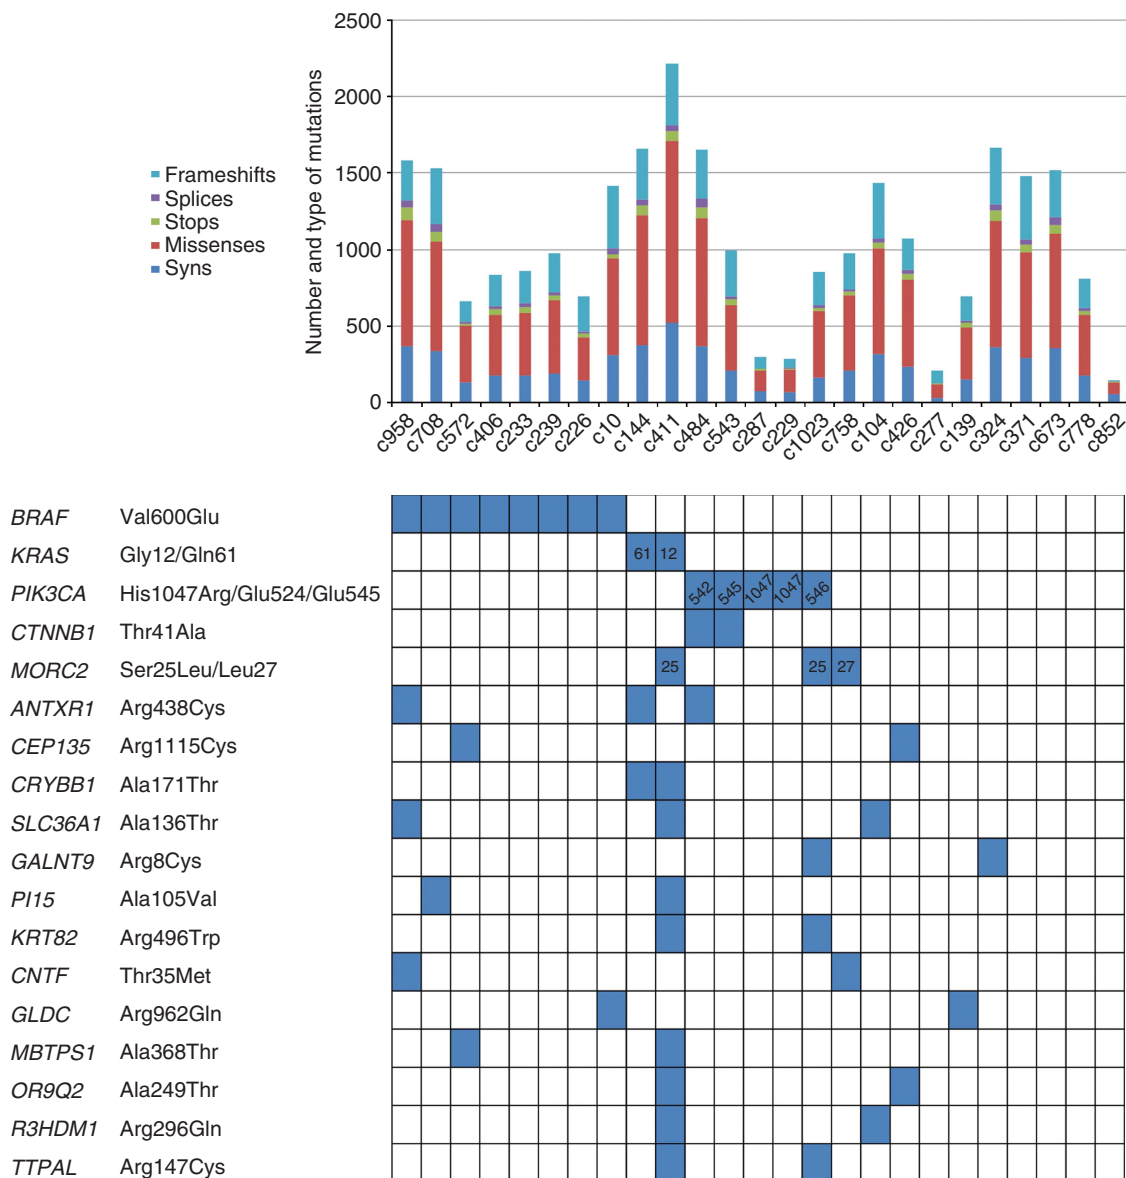 2500
2000
1500
1000
500
0
Number and type of mutations
Frameshifts
Splices
Stops
Missenses
Syns
c958 c708 c572 c406 c233 c239 c226 c10 c144 c411 c484 c543 c287 c229 c1023 c758 c104 c426 c277 c139 c324 c371 c673 c778 c852
BRAF Val600Glu
KRAS Gly12/Gln61 61 12
PIK3CA His1047Arg/Glu524/Glu545 542 545 1047 1047 546
CTNNB1 Thr41Ala
MORC2 Ser25Leu/Leu27 25 25 27
ANTXR1 Arg438Cys
CEP135 Arg1115Cys
CRYBB1 Ala171Thr
SLC36A1 Ala136Thr
GALNT9 Arg8Cys
PI15 Ala105Val
KRT82 Arg496Trp
CNTF Thr35Met
GLDC Arg962Gln
MBTPS1 Ala368Thr
OR9Q2 Ala249Thr
R3HDM1 Arg296Gln
TTPAL Arg147Cys